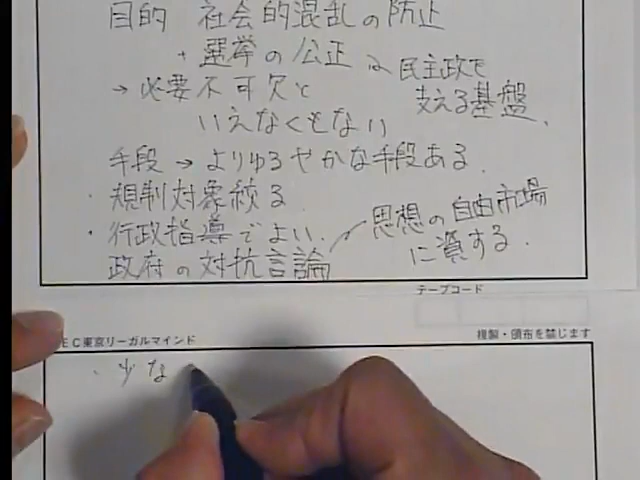 目的 社会的混乱の防止
+ 選挙の公正 は 民主政で
支える基盤、
→ 必要不可欠と
いえなくもない
手段 → よりゆるやかな手段ある.
・規制対象絞る
・行政指導でよい.
政府の対抗言論
思想の自由市場
に資する.
テープコード
EC東京リーガルマインド
複製・頒布を禁じます
・少な